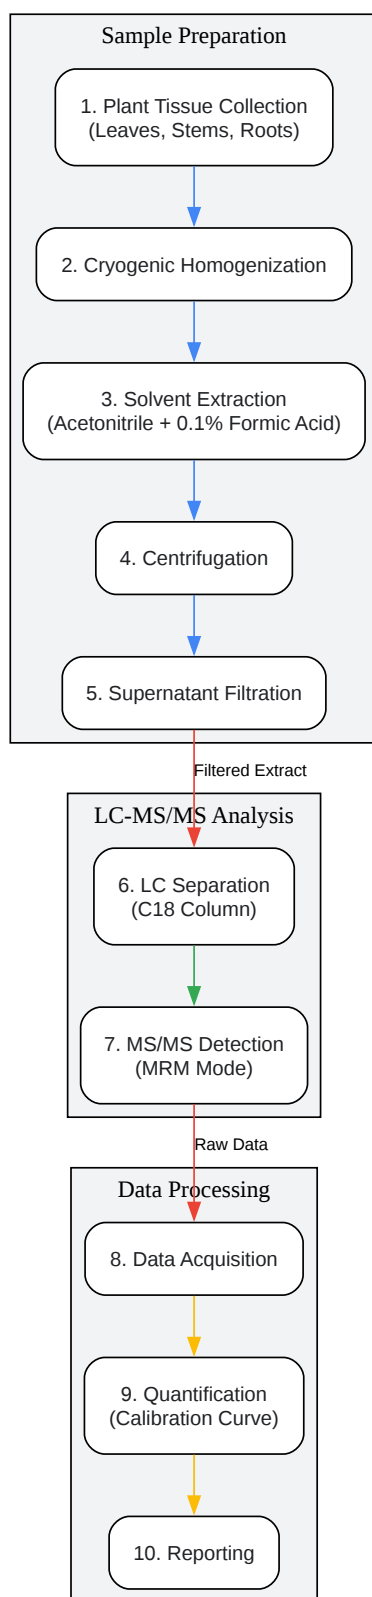 Sample Preparation
1. Plant Tissue Collection
(Leaves, Stems, Roots)
2. Cryogenic Homogenization
3. Solvent Extraction
(Acetonitrile + 0.1% Formic Acid)
4. Centrifugation
5. Supernatant Filtration
Filtered Extract
LC-MS/MS Analysis
6. LC Separation
(C18 Column)
7. MS/MS Detection
(MRM Mode)
Raw Data
Data Processing
8. Data Acquisition
9. Quantification
(Calibration Curve)
10. Reporting